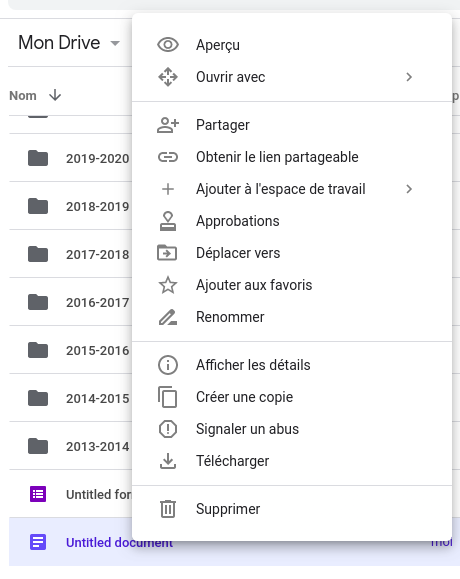 Mon Drive
Nom
2019-2020
2018-2019
2017-2018
2016-2017
2015-2016
2014-2015
2013-2014
Untitled for
Untitled document
moi
Aperçu
Ouvrir avec
Partager
Obtenir le lien partageable
Ajouter à l'espace de travail
Approbations
Déplacer vers
Ajouter aux favoris
Renommer
Afficher les détails
Créer une copie
Signaler un abus
Télécharger
Supprimer